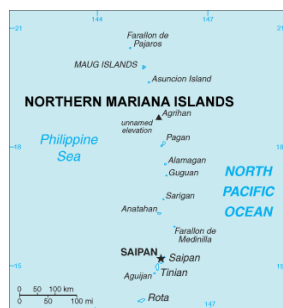 144
147
21
Farallon de
Pajaros
MAUG ISLANDS
Asuncion Island
NORTHERN MARIANA ISLANDS
Agrihan
unnamed
elevation
Philippine
Sea
Pagan
18
18
Alamagan
Guguan
NORTH
PACIFIC
OCEAN
Sarigan
Anatahan
Farallon de
Medinilla
SAIPAN
Saipan
15
15
Tinian
Aguijan
0 50 100 km
0 50 100 mi
Rota
147